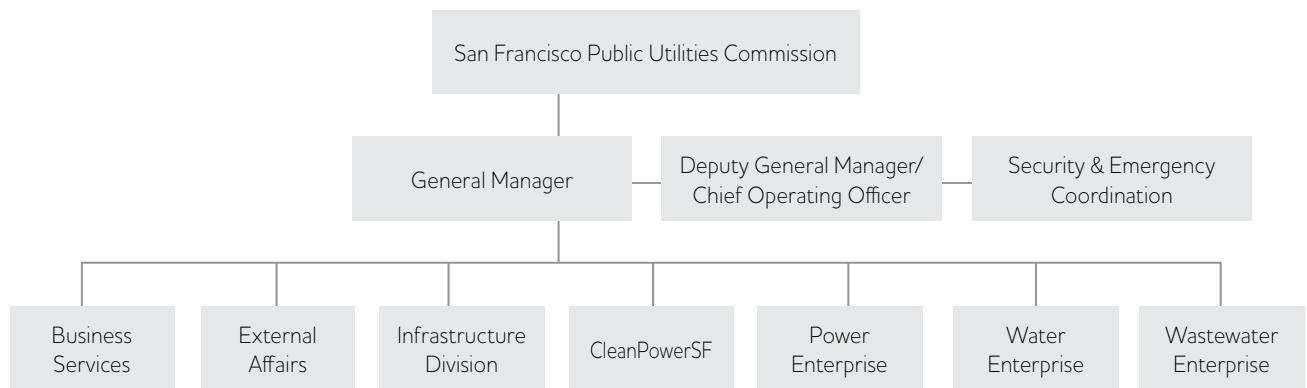 San Francisco Public Utilities Commission
General Manager
Deputy General Manager/
Chief Operating Officer
Security & Emergency
Coordination
Business
Services
External
Affairs
Infrastructure
Division
CleanPowerSF
Power
Enterprise
Water
Enterprise
Wastewater
Enterprise